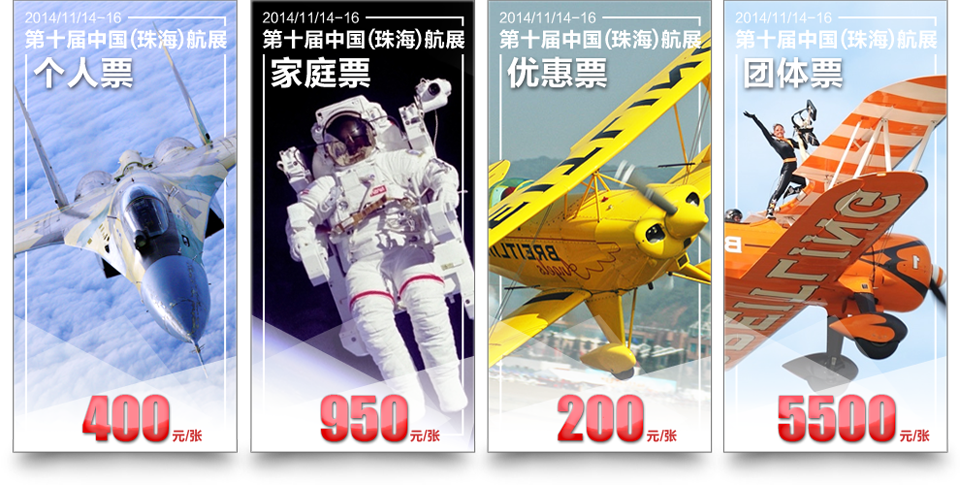 2014/11/14-16
第十届中国(珠海)航展
个人票
400元/张
2014/11/14-16
第十届中国(珠海)航展
家庭票
950元/张
2014/11/14-16
第十届中国(珠海)航展
优惠票
BREITLIN
Angels
200元/张
2014/11/14-16
第十届中国(珠海)航展
团体票
BREITLING
5500元/张